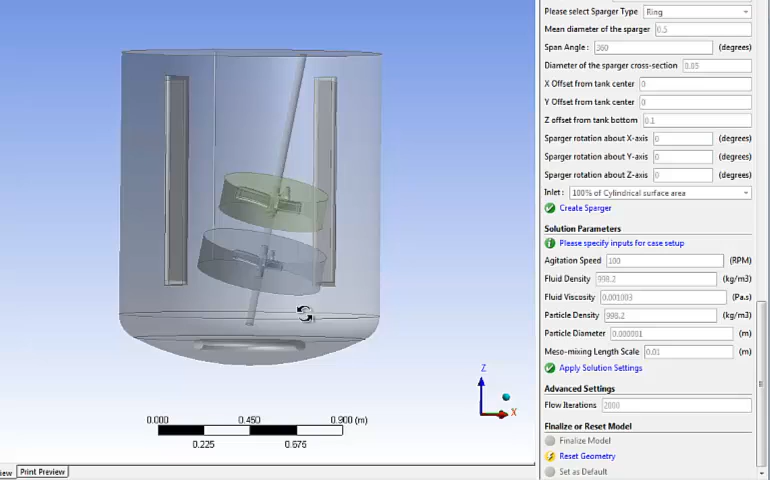 Please select Sparger Type Ring
Mean diameter of the sparger 0.5
Span Angle : 360 (degrees)
Diameter of the sparger cross-section 0.05
X Offset from tank center 0
Y Offset from tank center 0
Z offset from tank bottom 0.1
Sparger rotation about X-axis 0 (degrees)
Sparger rotation about Y-axis 0 (degrees)
Sparger rotation about Z-axis 0 (degrees)
Inlet : 100% of Cylindrical surface area
Create Sparger
Solution Parameters
Please specify inputs for case setup
Agitation Speed 100 (RPM)
Fluid Density 998.2 (kg/m3)
Fluid Viscosity 0.001003 (Pa.s)
Particle Density 998.2 (kg/m3)
Particle Diameter 0.000001 (m)
Meso-mixing Length Scale 0.01 (m)
Apply Solution Settings
Advanced Settings
Flow Iterations 2000
Finalize or Reset Model
Finalize Model
Reset Geometry
Set as Default
Z
X
0.000 0.450 0.900 (m)
0.225 0.675
iew Print Preview